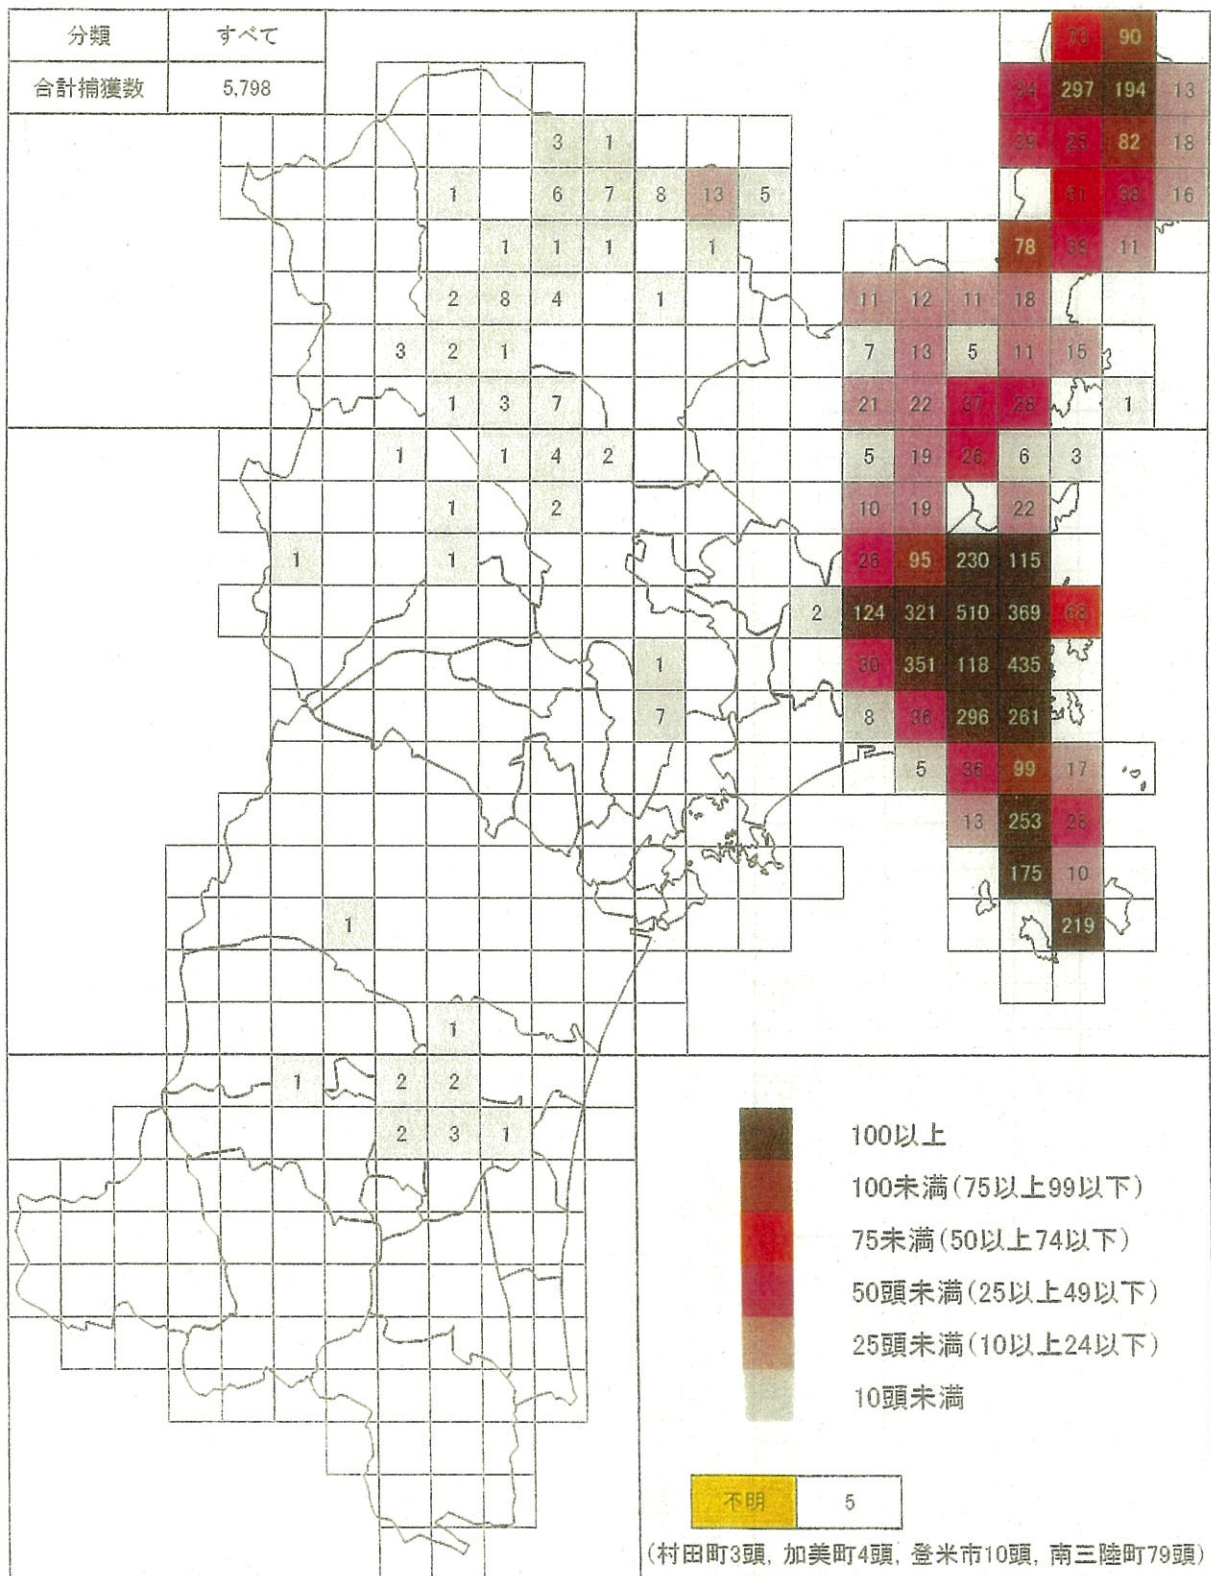 分類 すべて 73 90
合計捕獲数 5,798 34 297 194 13
3 1 39 25 82 18
1 6 7 8 13 5 61 38 16
1 1 1 1 78 38 11
2 8 4 1 11 12 11 18
3 2 1 7 13 5 11 15
1 3 7 21 22 37 28 1
1 1 4 2 5 19 26 6 3
1 2 10 19 22
1 1 26 95 230 115
2 124 321 510 369 68
1 30 351 118 435
7 8 36 296 261
5 36 99 17
13 253 28
175 10
1 219
1
1 2 2
2 3 1
100以上
100未満(75以上99以下)
75未満(50以上74以下)
50頭未満(25以上49以下)
25頭未満(10以上24以下)
10頭未満
不明 5
(村田町3頭, 加美町4頭, 登米市10頭, 南三陸町79頭)